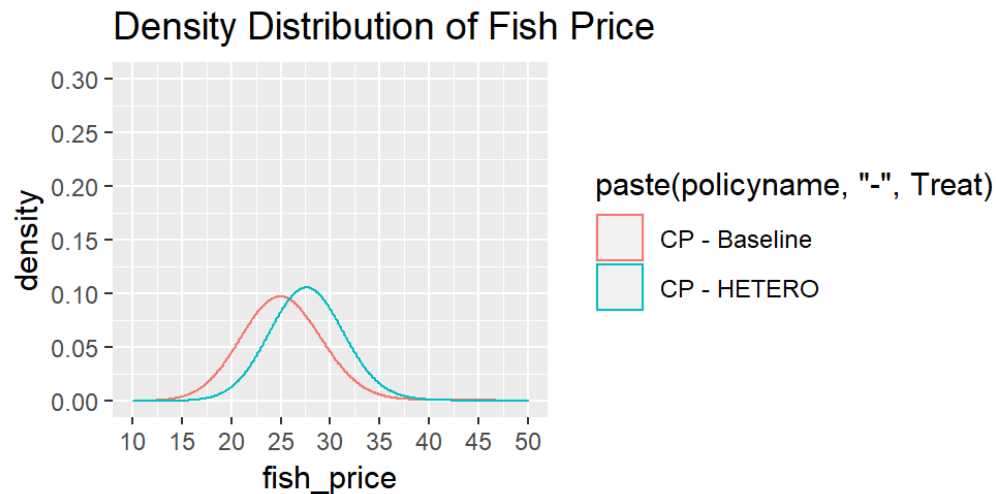 Density Distribution of Fish Price
0.30
0.25
0.20
0.15
0.10
0.05
0.00
density
10 15 20 25 30 35 40 45 50
fish_price
paste(policyname, "-", Treat)
CP - Baseline
CP - HETERO